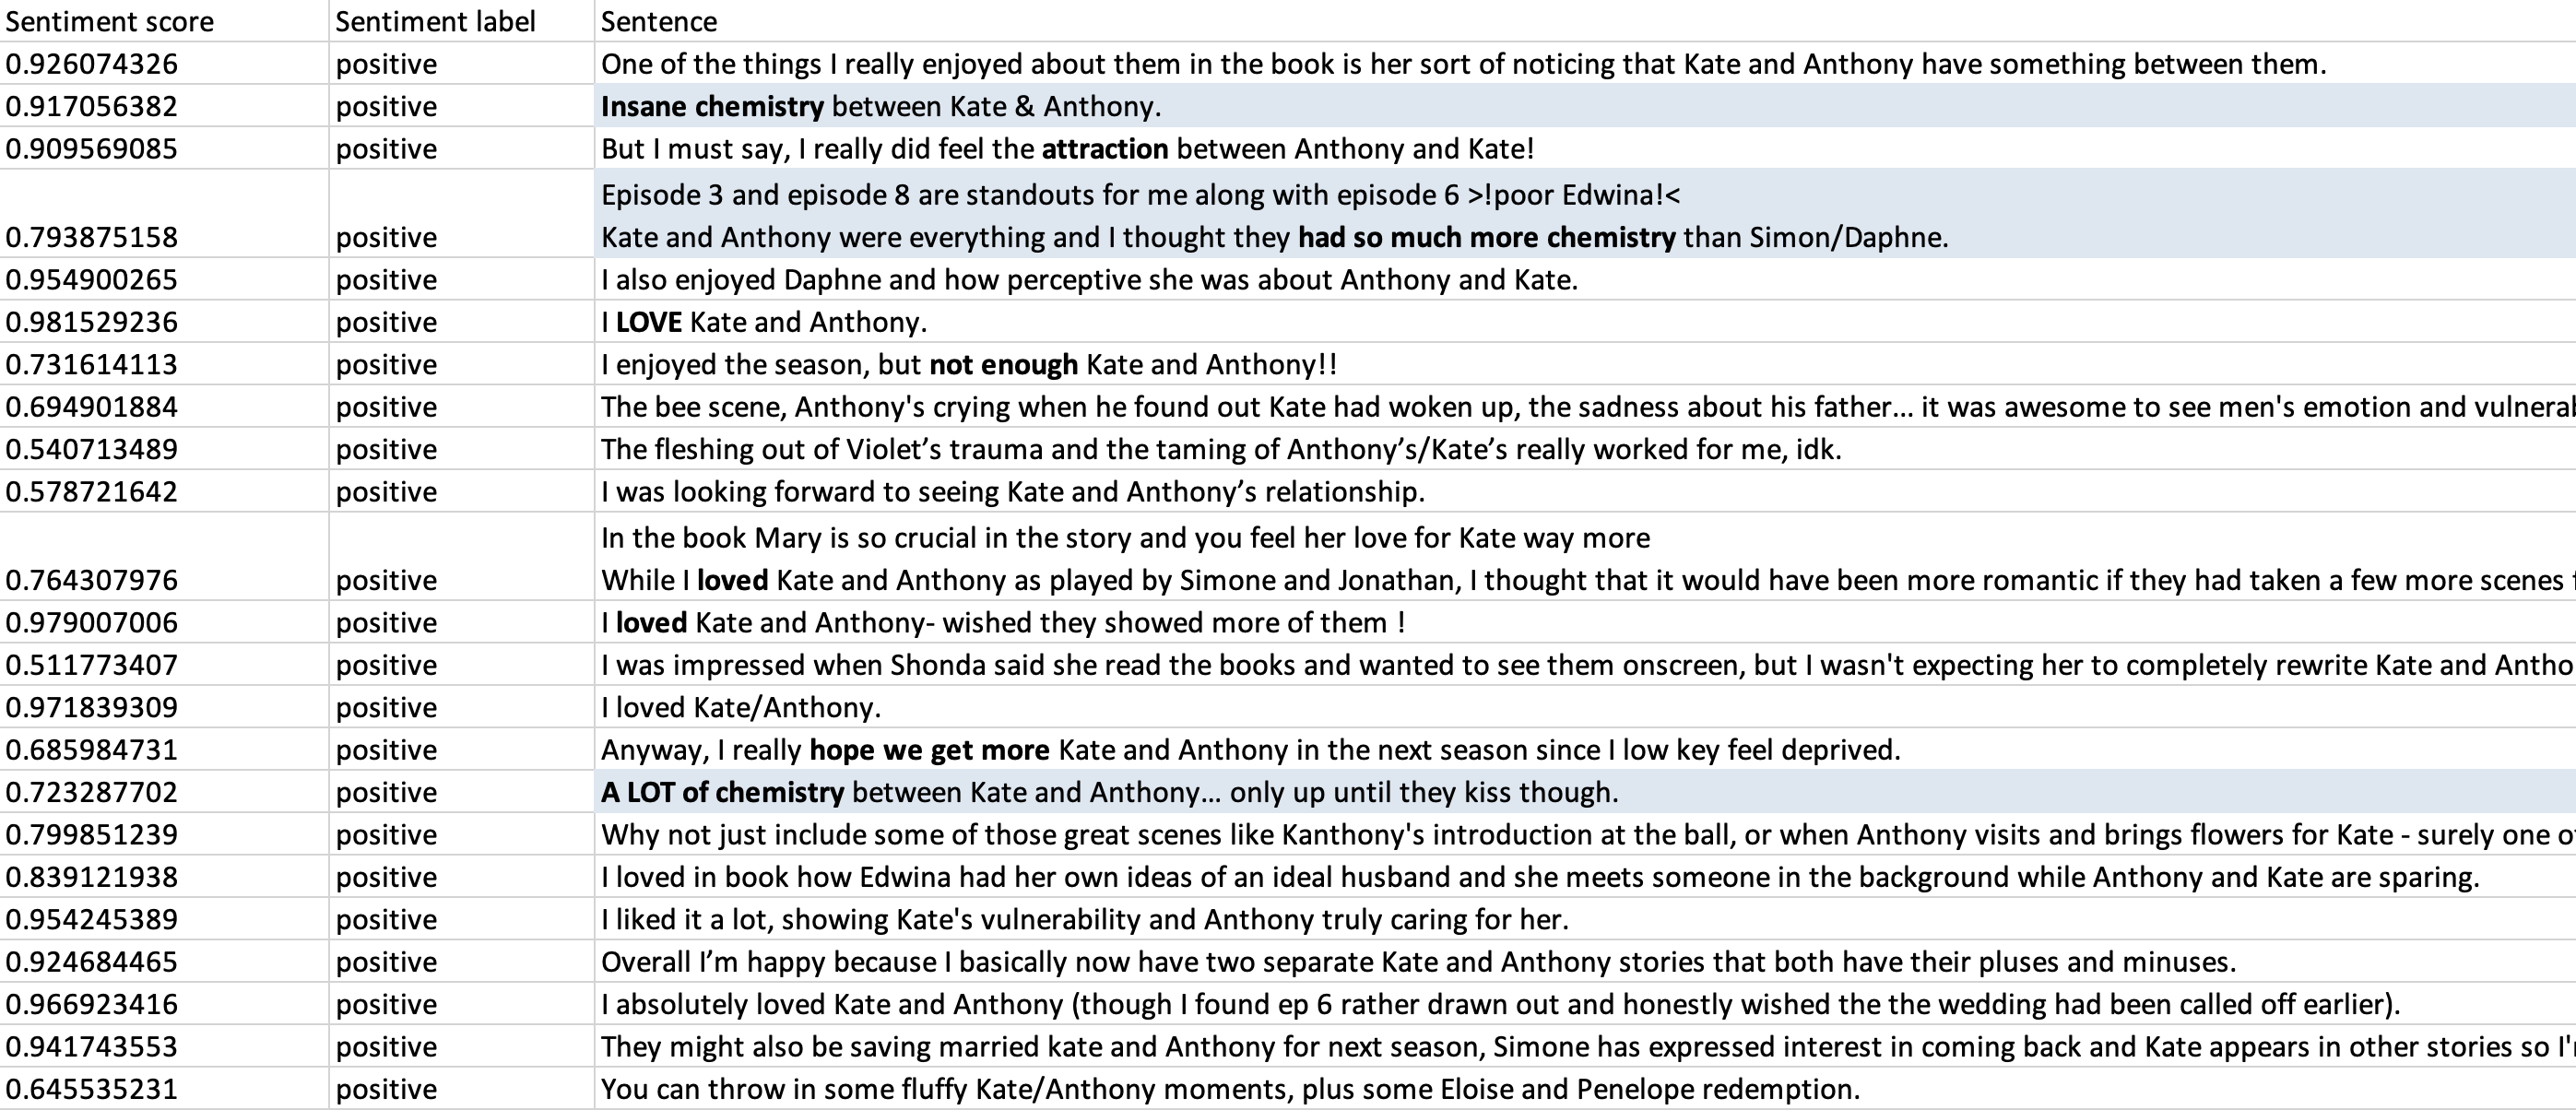 Sentiment score Sentiment label Sentence
0.926074326 positive One of the things I really enjoyed about them in the book is her sort of noticing that Kate and Anthony have something between them.
0.917056382 positive Insane chemistry between Kate & Anthony.
0.909569085 positive But I must say, I really did feel the attraction between Anthony and Kate!
Episode 3 and episode 8 are standouts for me along with episode 6 >!poor Edwina!<
0.793875158 positive Kate and Anthony were everything and I thought they had so much more chemistry than Simon/Daphne.
0.954900265 positive I also enjoyed Daphne and how perceptive she was about Anthony and Kate.
0.981529236 positive I LOVE Kate and Anthony.
0.731614113 positive I enjoyed the season, but not enough Kate and Anthony!!
0.694901884 positive The bee scene, Anthony's crying when he found out Kate had woken up, the sadness about his father... it was awesome to see men's emotion and
0.540713489 positive The fleshing out of Violet’s trauma and the taming of Anthony’s/Kate’s really worked for me, idk.
0.578721642 positive I was looking forward to seeing Kate and Anthony’s relationship.
In the book Mary is so crucial in the story and you feel her love for Kate way more
0.764307976 positive While I loved Kate and Anthony as played by Simone and Jonathan, I thought that it would have been more romantic if they had taken a few more scenes
0.979007006 positive I loved Kate and Anthony- wished they showed more of them !
0.511773407 positive I was impressed when Shonda said she read the books and wanted to see them onscreen, but I wasn't expecting her to completely rewrite Kate and Antho
0.971839309 positive I loved Kate/Anthony.
0.685984731 positive Anyway, I really hope we get more Kate and Anthony in the next season since I low key feel deprived.
0.723287702 positive A LOT of chemistry between Kate and Anthony... only up until they kiss though.
0.799851239 positive Why not just include some of those great scenes like Kanthony's introduction at the ball, or when Anthony visits and brings flowers for Kate - surely one
0.839121938 positive I loved in book how Edwina had her own ideas of an ideal husband and she meets someone in the background while Anthony and Kate are sparing.
0.954245389 positive I liked it a lot, showing Kate's vulnerability and Anthony truly caring for her.
0.924684465 positive Overall I’m happy because I basically now have two separate Kate and Anthony stories that both have their pluses and minuses.
0.966923416 positive I absolutely loved Kate and Anthony (though I found ep 6 rather drawn out and honestly wished the the wedding had been called off earlier).
0.941743553 positive They might also be saving married kate and Anthony for next season, Simone has expressed interest in coming back and Kate appears in other stories so
0.645535231 positive You can throw in some fluffy Kate/Anthony moments, plus some Eloise and Penelope redemption.